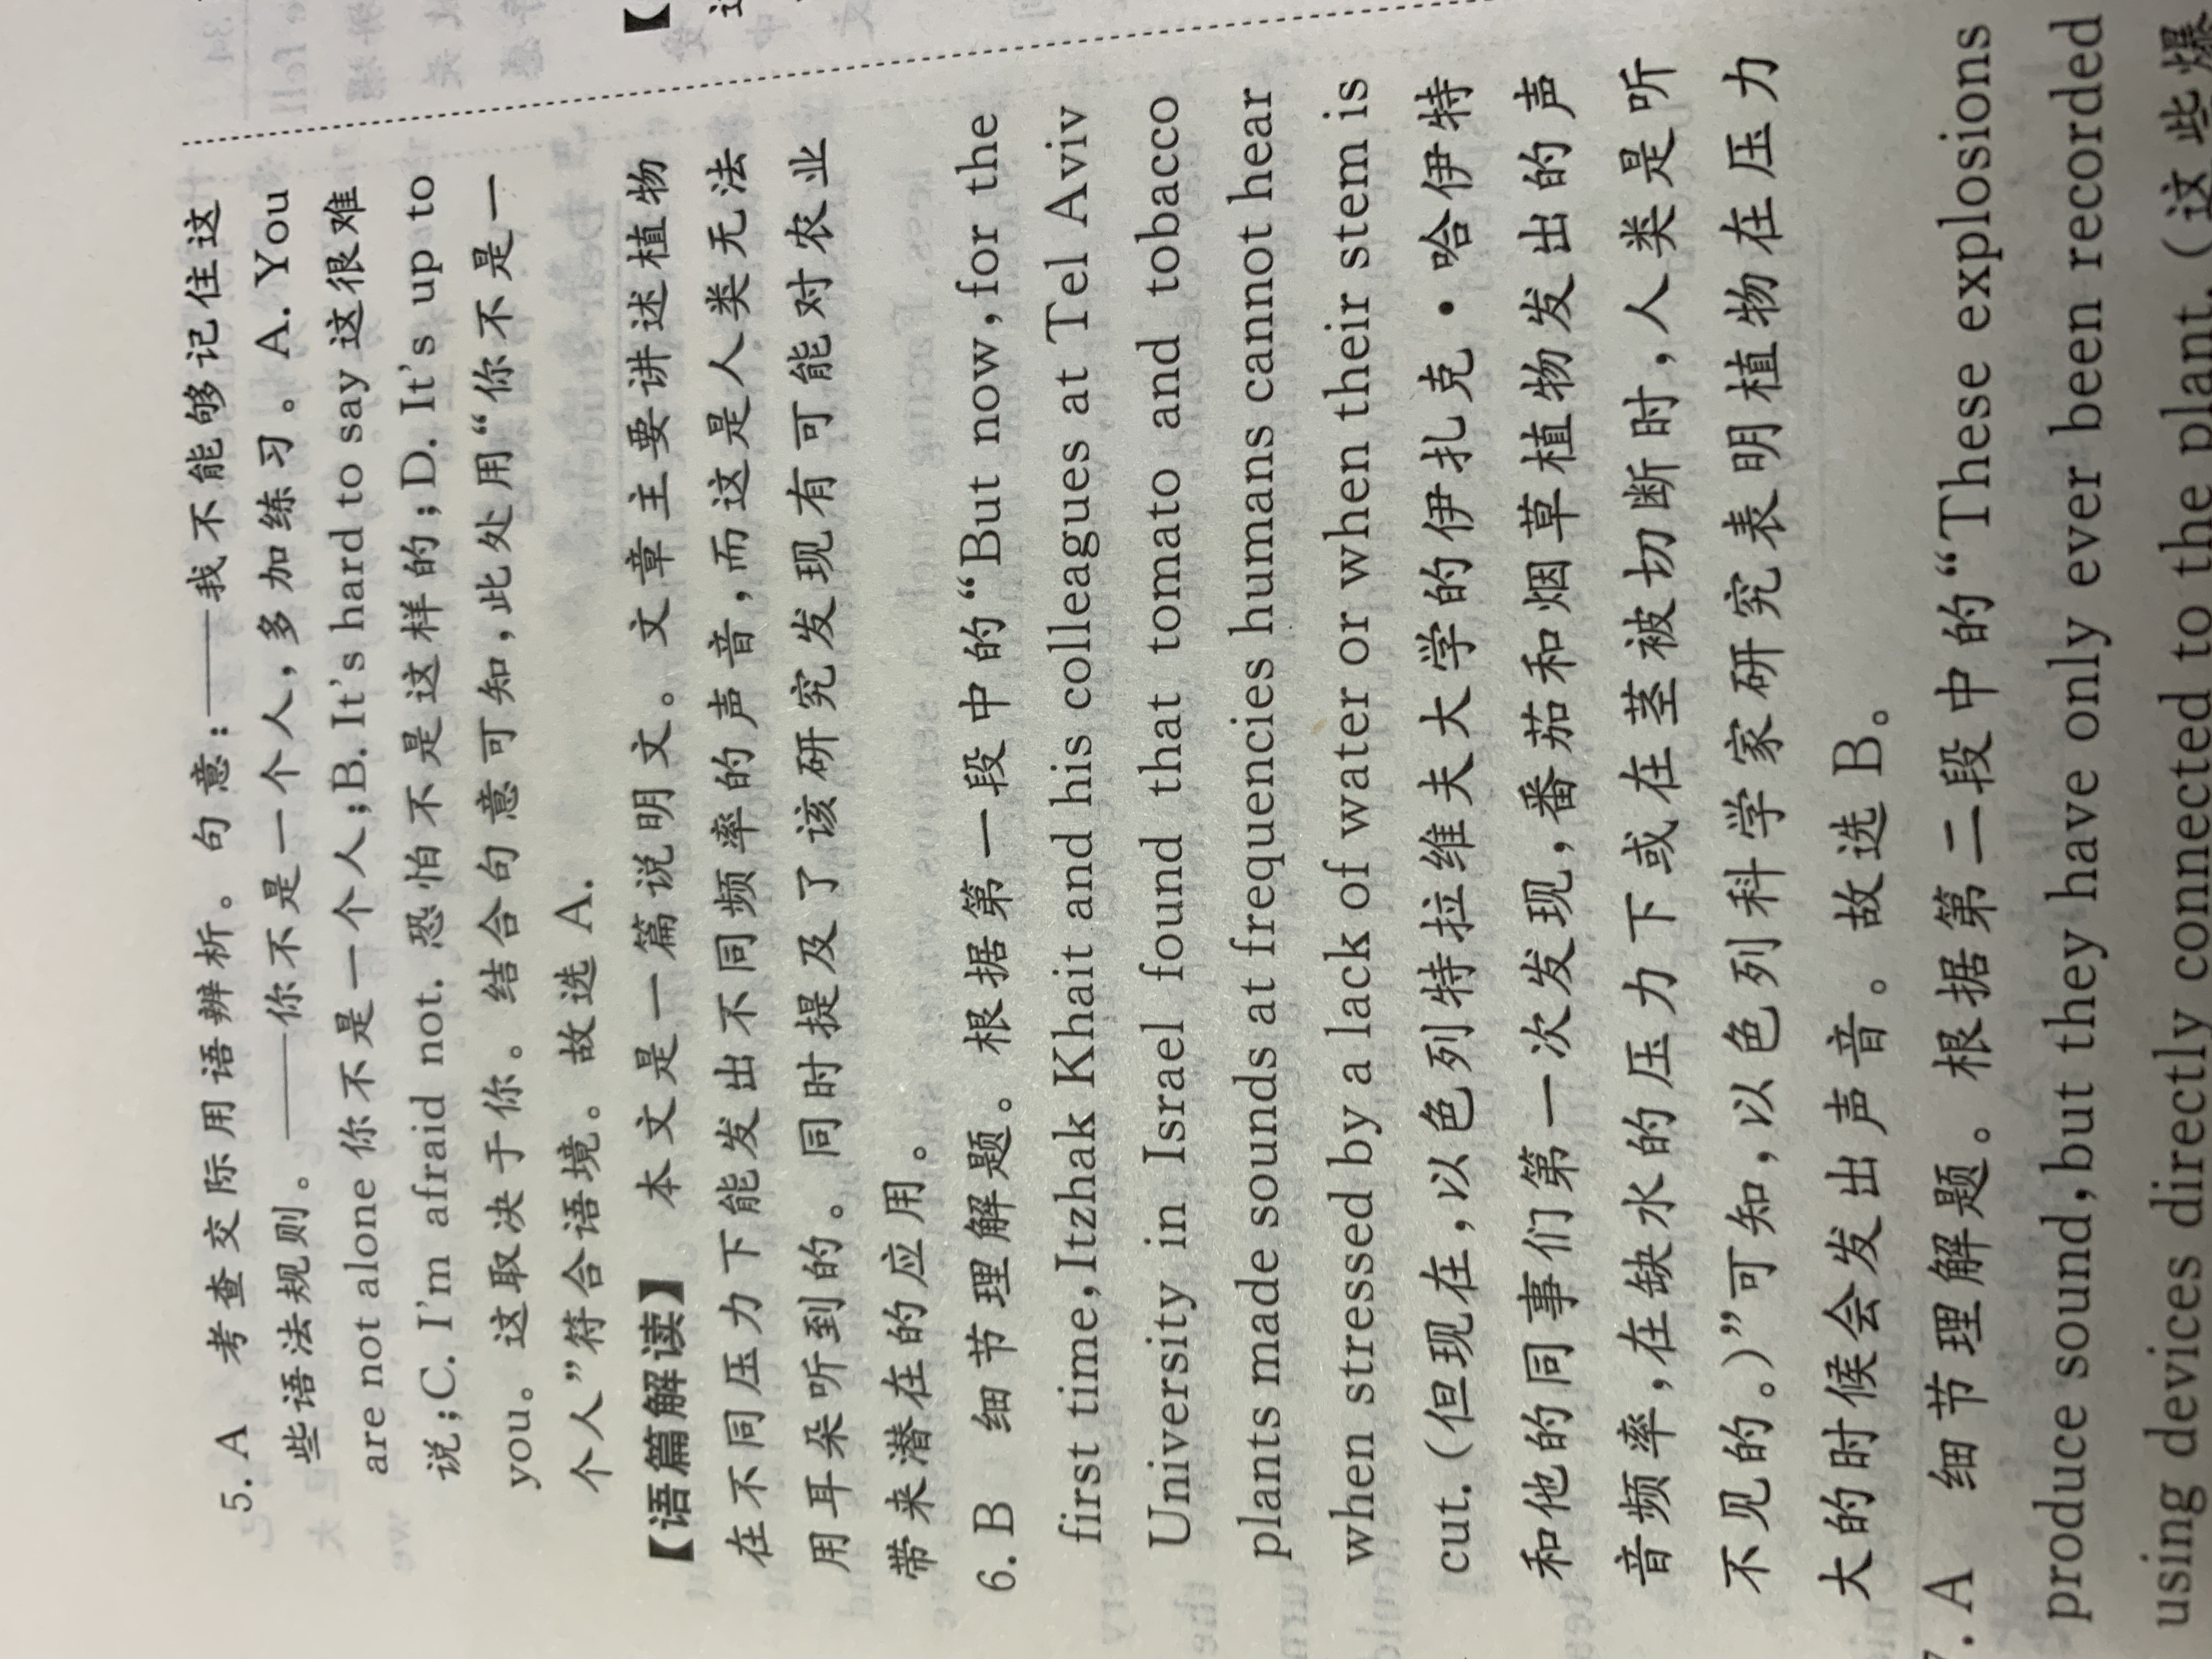 5. A 考查交际用语辨析。句意:——我不能够记住这
些语法规则。——你不是一个人,多加练习。A. You
are not alone 你不是一个人;B. It's hard to say 这很难
说;C. I'm afraid not. 恐怕不是这样的;D. It's up to
you。这取决于你。结合句意可知,此处用“你不是一
个人”符合语境。故选 A.
【语篇解读】 本文是一篇说明文。文章主要讲述植物
在不同压力下能发出不同频率的声音,而这是人类无法
用耳朵听到的。同时提及了该研究发现有可能对农业
带来潜在的应用。
6. B 细节理解题。根据第一段中的“But now,for the
first time,Itzhak Khait and his colleagues at Tel Aviv
University in Israel found that tomato and tobacco
plants made sounds at frequencies humans cannot hear
when stressed by a lack of water or when their stem is
cut.(但现在,以色列特拉维夫大学的伊扎克·哈伊特
和他的同事们第一次发现,番茄和烟草植物发出的声
音频率,在缺水的压力下或在茎被切断时,人类是听
不见的。)”可知,以色列科学家研究表明植物在压力
大的时候会发出声音。故选 B。
7. A 细节理解题。根据第二段中的“These explosions
produce sound,but they have only ever been recorded
using devices directly connected to the plant.(这些爆